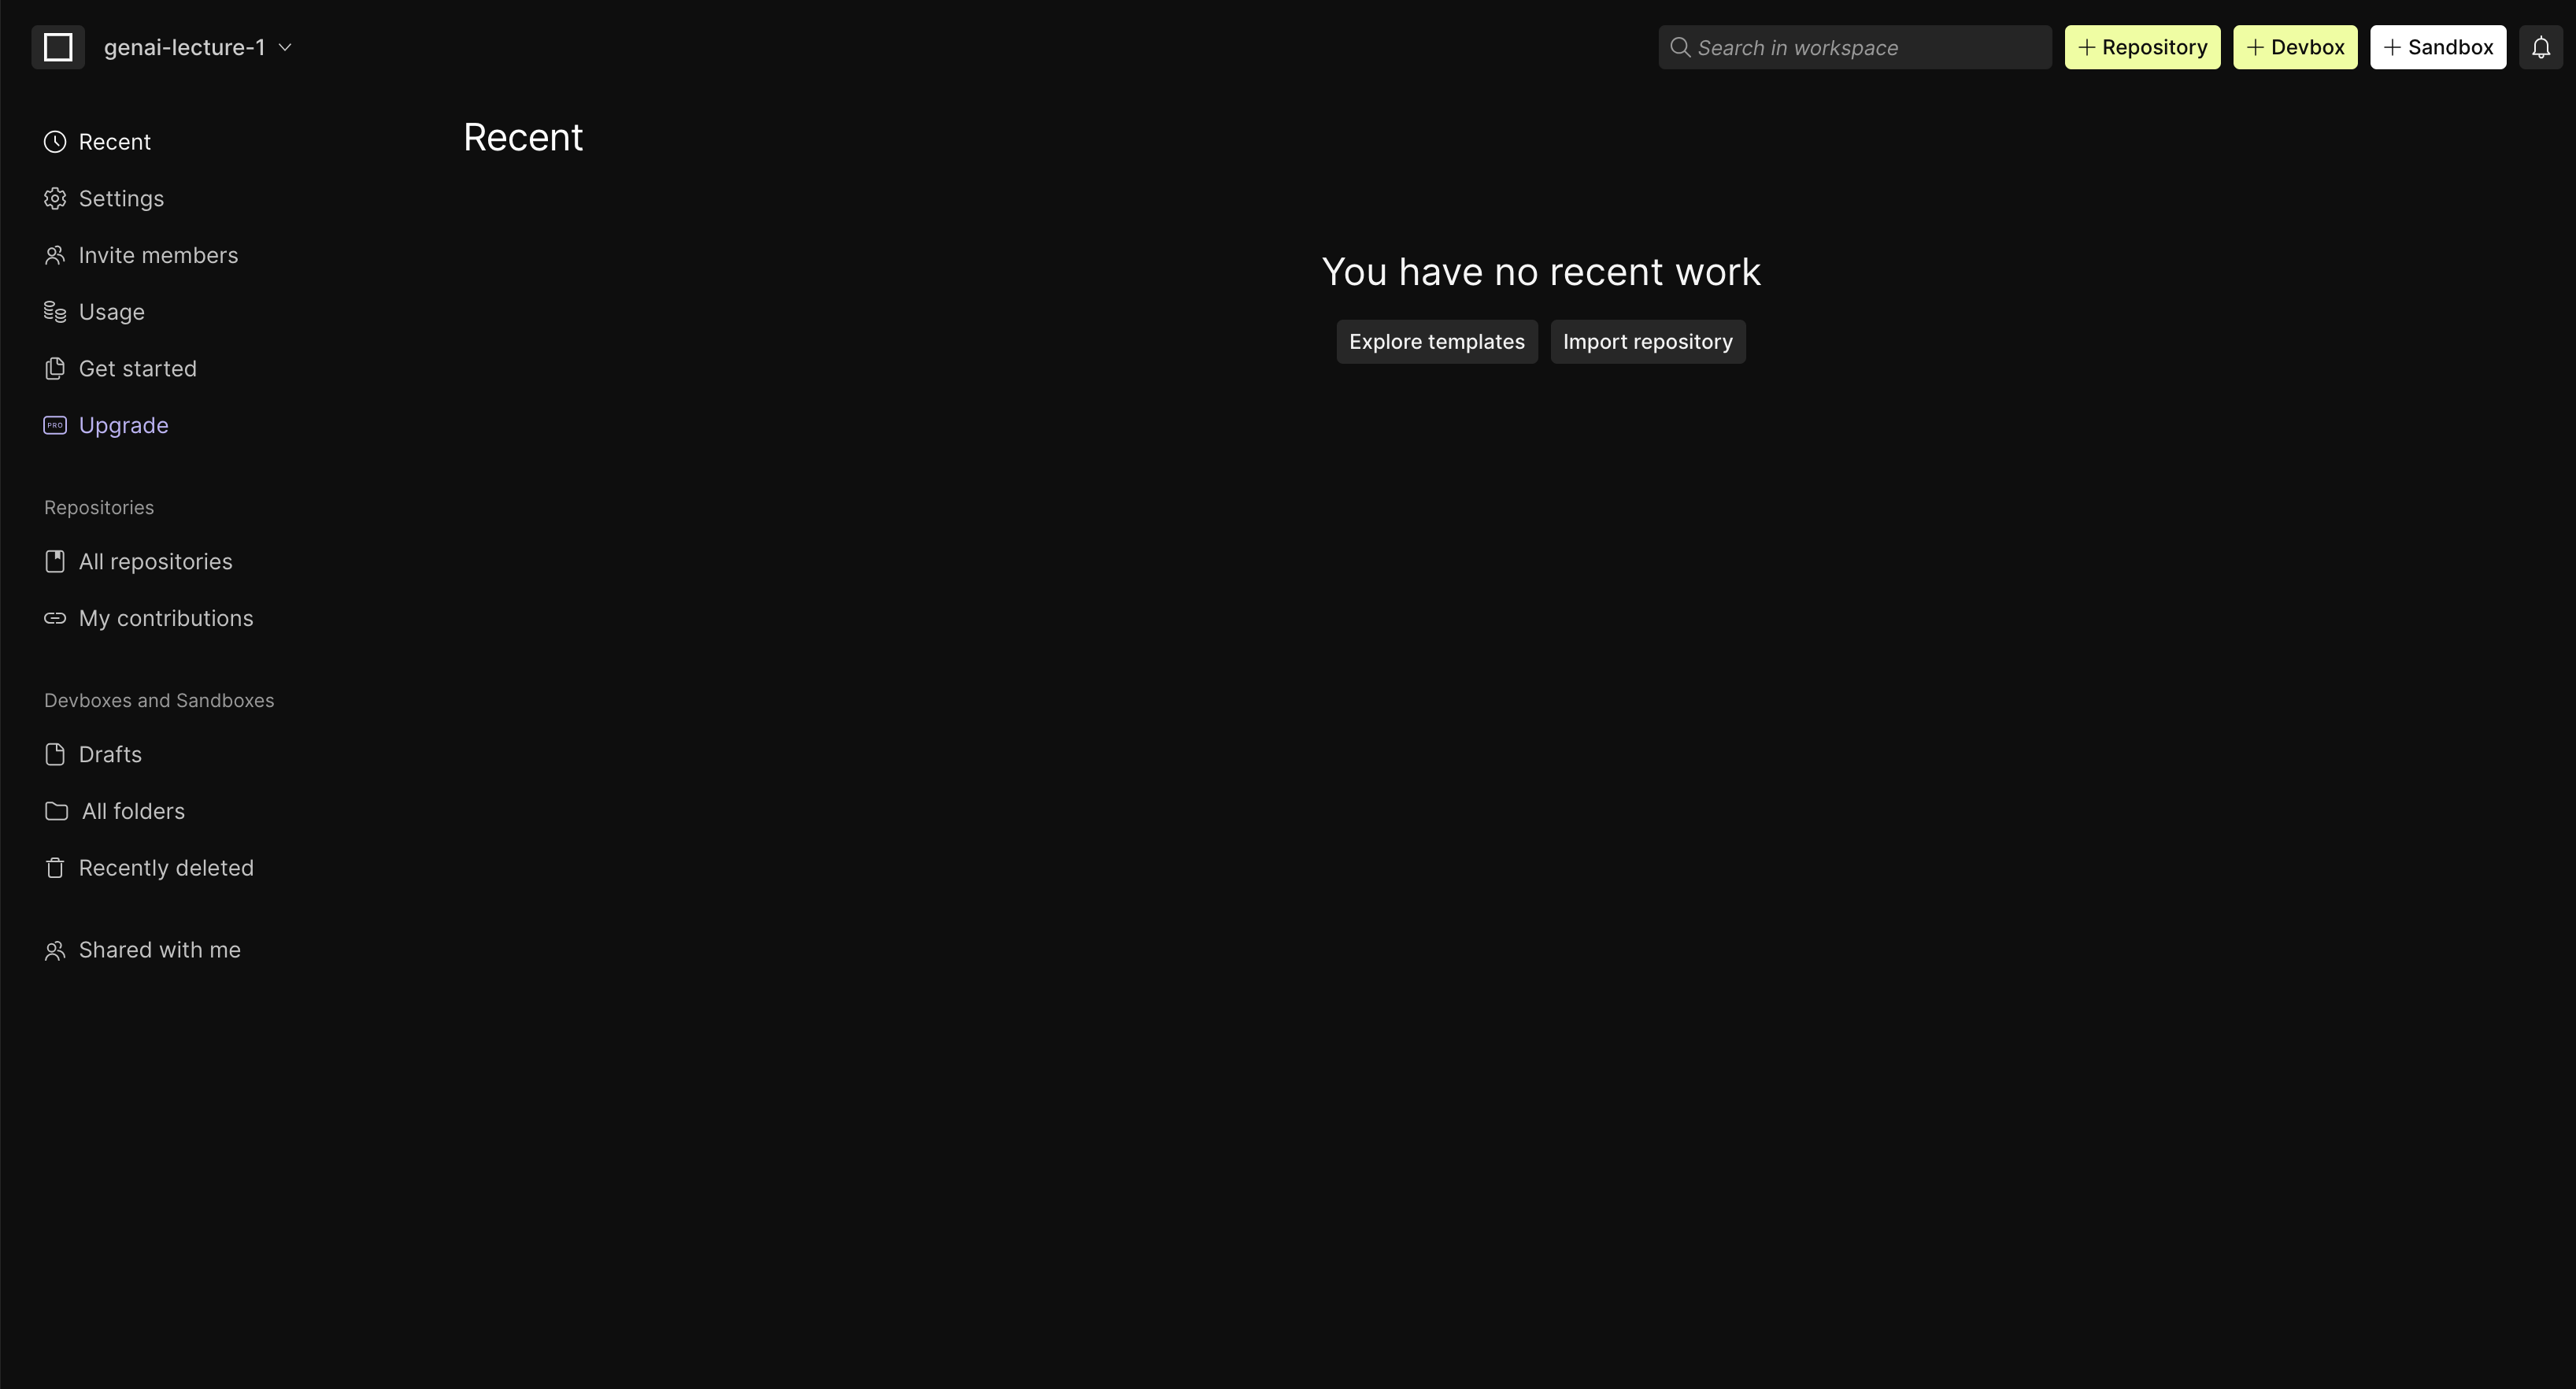 genai-lecture-1
Search in workspace
Repository
Devbox
Sandbox
Recent
Settings
Invite members
Usage
Get started
PRO Upgrade
Repositories
All repositories
My contributions
Devboxes and Sandboxes
Drafts
All folders
Recently deleted
Shared with me
Recent
You have no recent work
Explore templates
Import repository